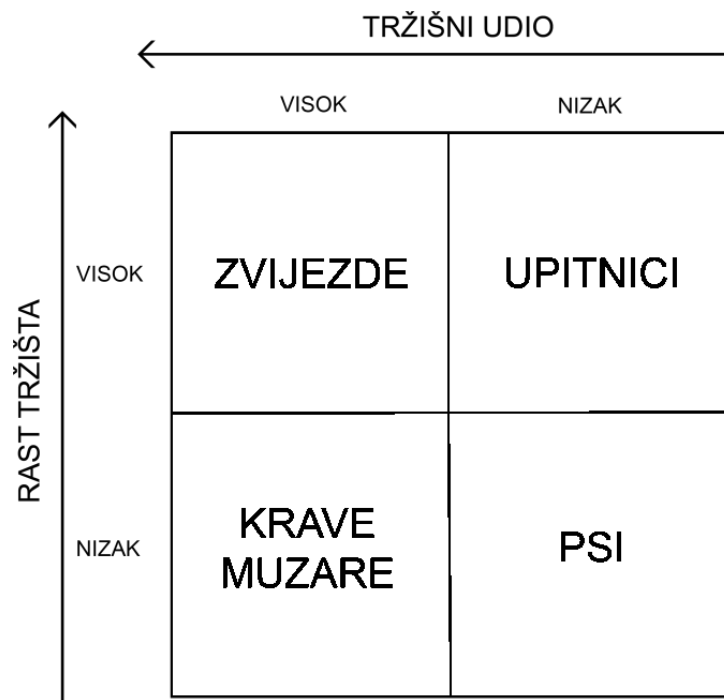 TRŽIŠNI UDIO
VISOK
NIZAK
RAST TRŽIŠTA
VISOK
ZVIJEZDE
UPITNICI
NIZAK
KRAVE
MUZARE
PSI